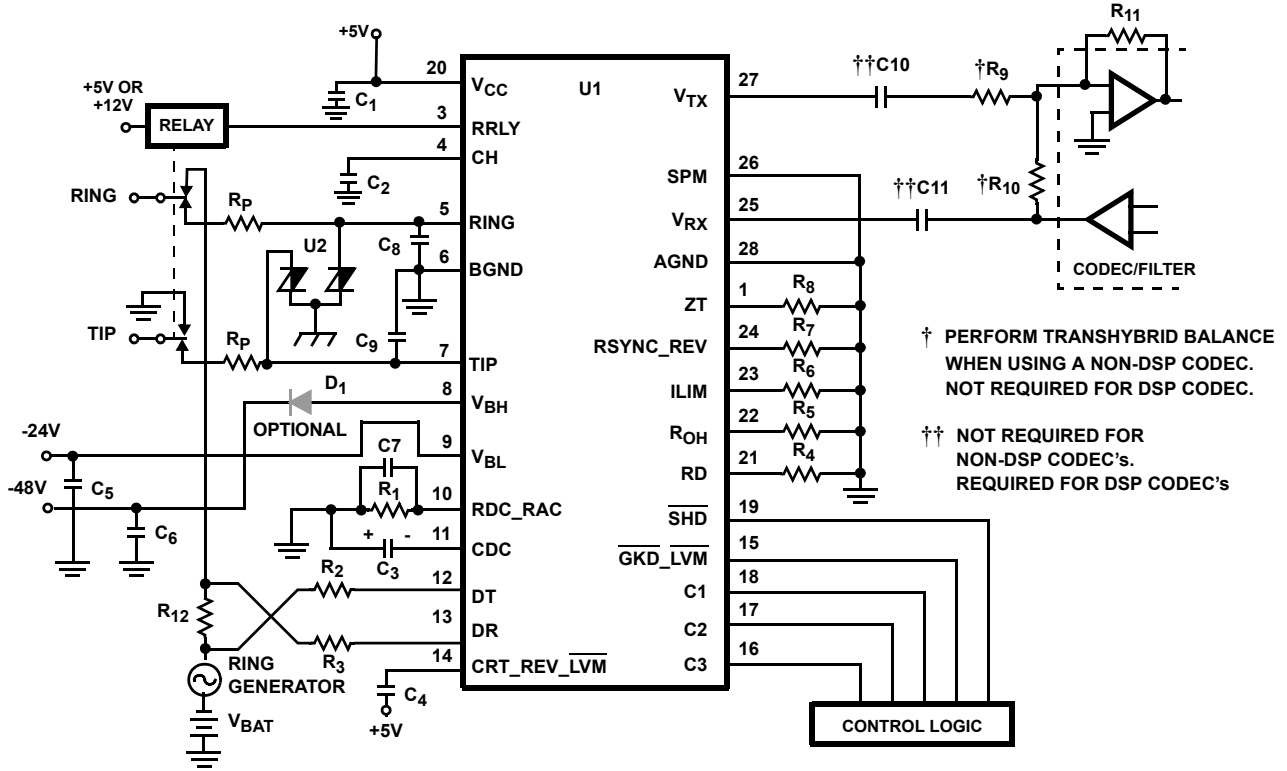 R11
+5V
20
VCC
U1
27
VTX
††C10
†R9
C1
+5V OR
+12V
RELAY
3
RRLY
4
CH
C2
26
SPM
†R10
RING
RP
5
RING
25
VRX
††C11
U2
C8
6
BGND
28
AGND
CODEC/FILTER
1
ZT
R8
TIP
RP
C9
7
TIP
24
RSYNC_REV
R7
† PERFORM TRANSHYBRID BALANCE
WHEN USING A NON-DSP CODEC.
NOT REQUIRED FOR DSP CODEC.
D1
OPTIONAL
8
VBH
23
ILIM
R6
-24V
9
VBL
22
ROH
R5
†† NOT REQUIRED FOR
NON-DSP CODEC's.
REQUIRED FOR DSP CODEC's
C7
21
RD
R4
-48V
C5
C6
R1
10
RDC_RAC
19
SHD
+ -
C3
11
CDC
15
GKD_LVM
R2
12
DT
18
C1
R12
13
DR
17
C2
R3
RING
GENERATOR
14
CRT_REV_LVM
16
C3
C4
+5V
VBAT
CONTROL LOGIC